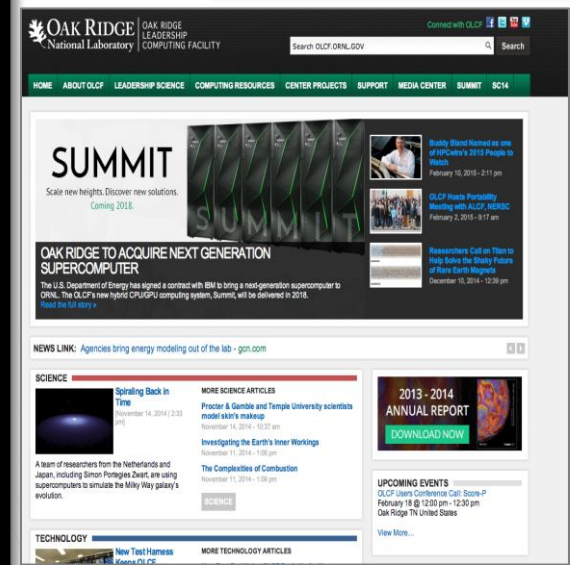 OAK RIDGE
National Laboratory
OAK RIDGE
LEADERSHIP
COMPUTING FACILITY
Connect with OLCF
Search OLCF.ORNL.GOV
Search
HOME ABOUT OLCF LEADERSHIP SCIENCE COMPUTING RESOURCES CENTER PROJECTS SUPPORT MEDIA CENTER SUMMIT SC14
SUMMIT
Scale new heights. Discover new solutions.
Coming 2018.
SUMMIT
OAK RIDGE TO ACQUIRE NEXT GENERATION
SUPERCOMPUTER
The U.S. Department of Energy has signed a contract with IBM to bring a next-generation supercomputer to
ORNL. The OLCF's new hybrid CPU/GPU computing system, Summit, will be delivered in 2018.
Read the full story »
Buddy Bland Named as one
of HPCwire's 2015 People to
Watch
February 10, 2015 - 2:11 pm
OLCF Hosts Portability
Meeting with ALCF, NERSC
February 2, 2015 - 9:17 am
Researchers Call on Titan to
Help Solve the Shaky Future
of Rare Earth Magnets
December 10, 2014 - 12:39 pm
NEWS LINK: Agencies bring energy modeling out of the lab - gcn.com
SCIENCE
Spiraling Back in
Time
[November 14, 2014 | 2:33
pm]
A team of researchers from the Netherlands and
Japan, including Simon Portegies Zwart, are using
supercomputers to simulate the Milky Way galaxy's
evolution.
MORE SCIENCE ARTICLES
Procter & Gamble and Temple University scientists
model skin's makeup
November 14, 2014 - 10:37 am
Investigating the Earth's Inner Workings
November 11, 2014 - 1:06 pm
The Complexities of Combustion
November 11, 2014 - 1:06 pm
SCIENCE
2013 - 2014
ANNUAL REPORT
DOWNLOAD NOW
UPCOMING EVENTS
OLCF Users Conference Call: Score-P
February 18 @ 12:00 pm - 12:30 pm
Oak Ridge TN United States
View More...
TECHNOLOGY
New Test Harness
Keeps OLCF
MORE TECHNOLOGY ARTICLES